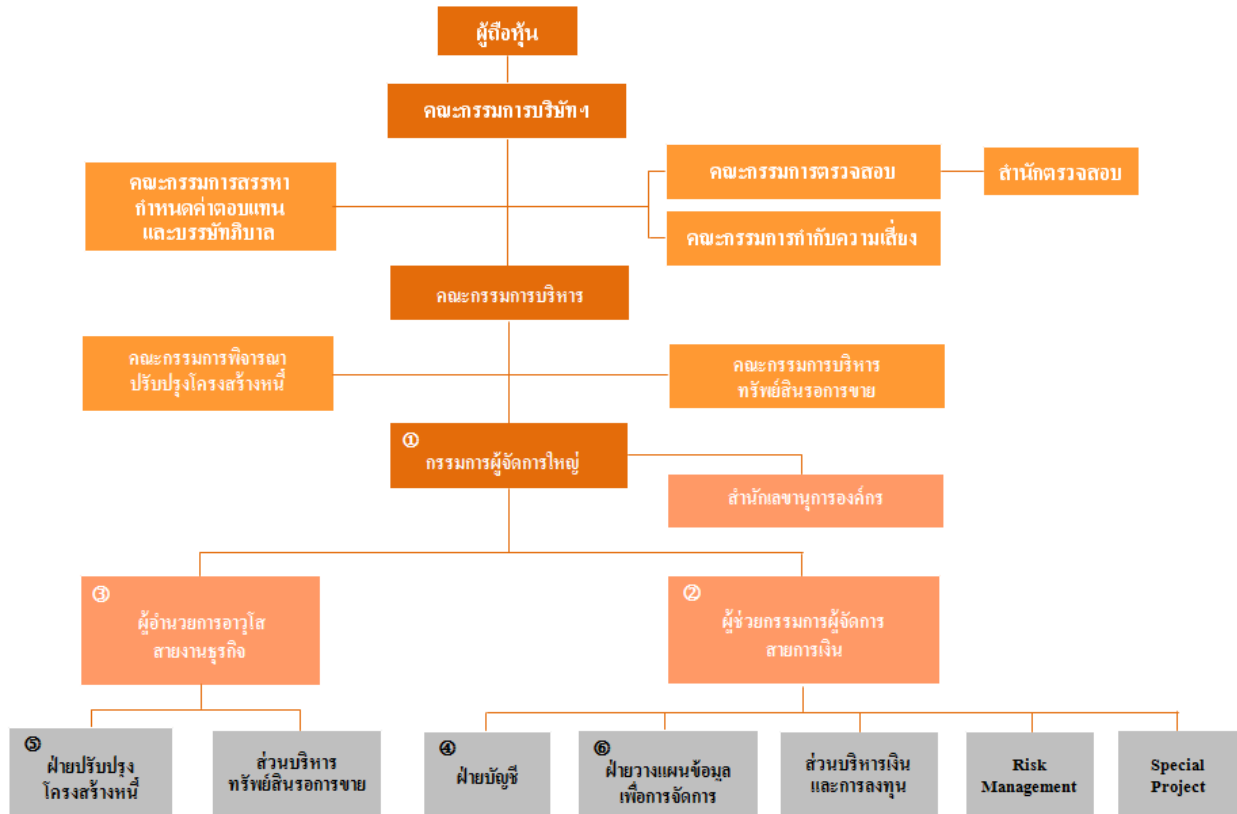 ผู้ถือหุ้น
คณะกรรมการบริษัทฯ
คณะกรรมการสรรหา
กำหนดค่าตอบแทน
และบรรษัทภิบาล
คณะกรรมการตรวจสอบ
สำนักตรวจสอบ
คณะกรรมการกำกับความเสี่ยง
คณะกรรมการบริหาร
คณะกรรมการพิจารณา
ปรับปรุงโครงสร้างหนี้
คณะกรรมการบริหาร
ทรัพย์สินรอการขาย
①
กรรมการผู้จัดการใหญ่
สำนักเลขานุการองค์กร
③
ผู้อำนวยการอาวุโส
สายงานธุรกิจ
②
ผู้ช่วยกรรมการผู้จัดการ
สายการเงิน
⑤
ฝ่ายปรับปรุง
โครงสร้างหนี้
ส่วนบริหาร
ทรัพย์สินรอการขาย
④
ฝ่ายบัญชี
⑥
ฝ่ายวางแผนข้อมูล
เพื่อการจัดการ
ส่วนบริหารเงิน
และการลงทุน
Risk
Management
Special
Project